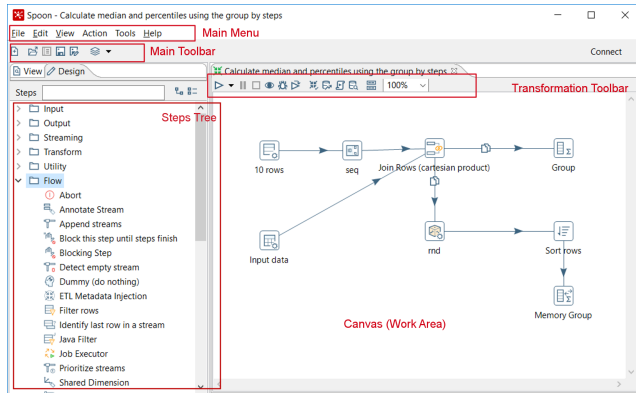 Spoon - Calculate median and percentiles using the group by steps
File Edit View Action Tools Help
Main Menu
Main Toolbar
Connect
View
Design
Calculate median and percentiles using the group by steps
Steps
100%
Transformation Toolbar
Steps Tree
Input
Output
Streaming
Transform
Utility
Flow
Abort
Annotate Stream
Append streams
Block this step until steps finish
Blocking Step
Detect empty stream
Dummy (do nothing)
ETL Metadata Injection
Filter rows
Identify last row in a stream
Java Filter
Job Executor
Prioritize streams
Shared Dimension
10 rows
seq
Join Rows (cartesian product)
Group
Input data
rnd
Sort rows
Memory Group
Canvas (Work Area)